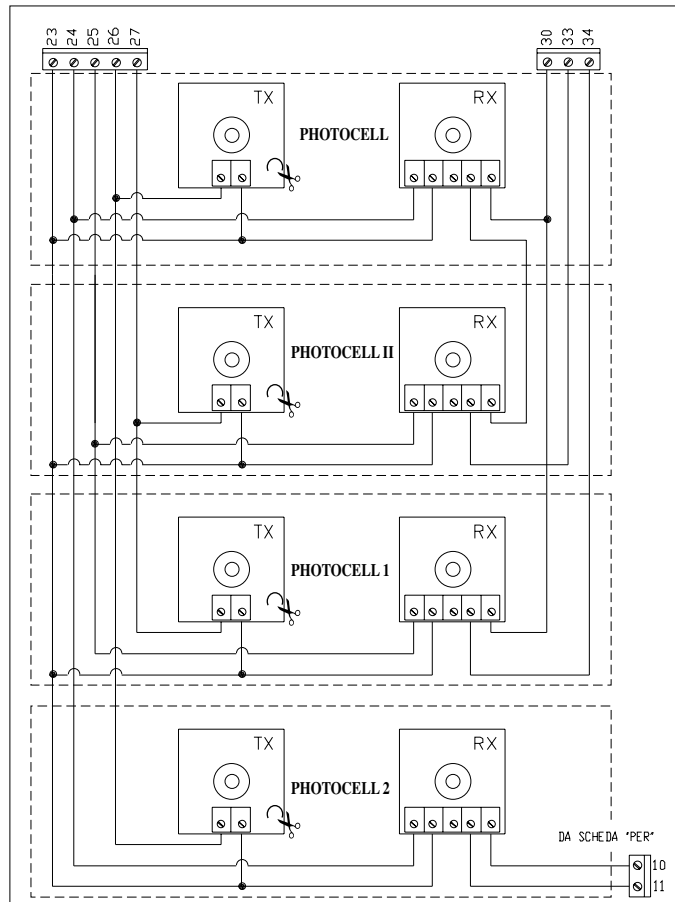 23 24 25 26 27
30 33 34
TX
PHOTOCELL
RX
TX
PHOTOCELL II
RX
TX
PHOTOCELL 1
RX
TX
PHOTOCELL 2
RX
DA SCHEDA "PER"
10
11